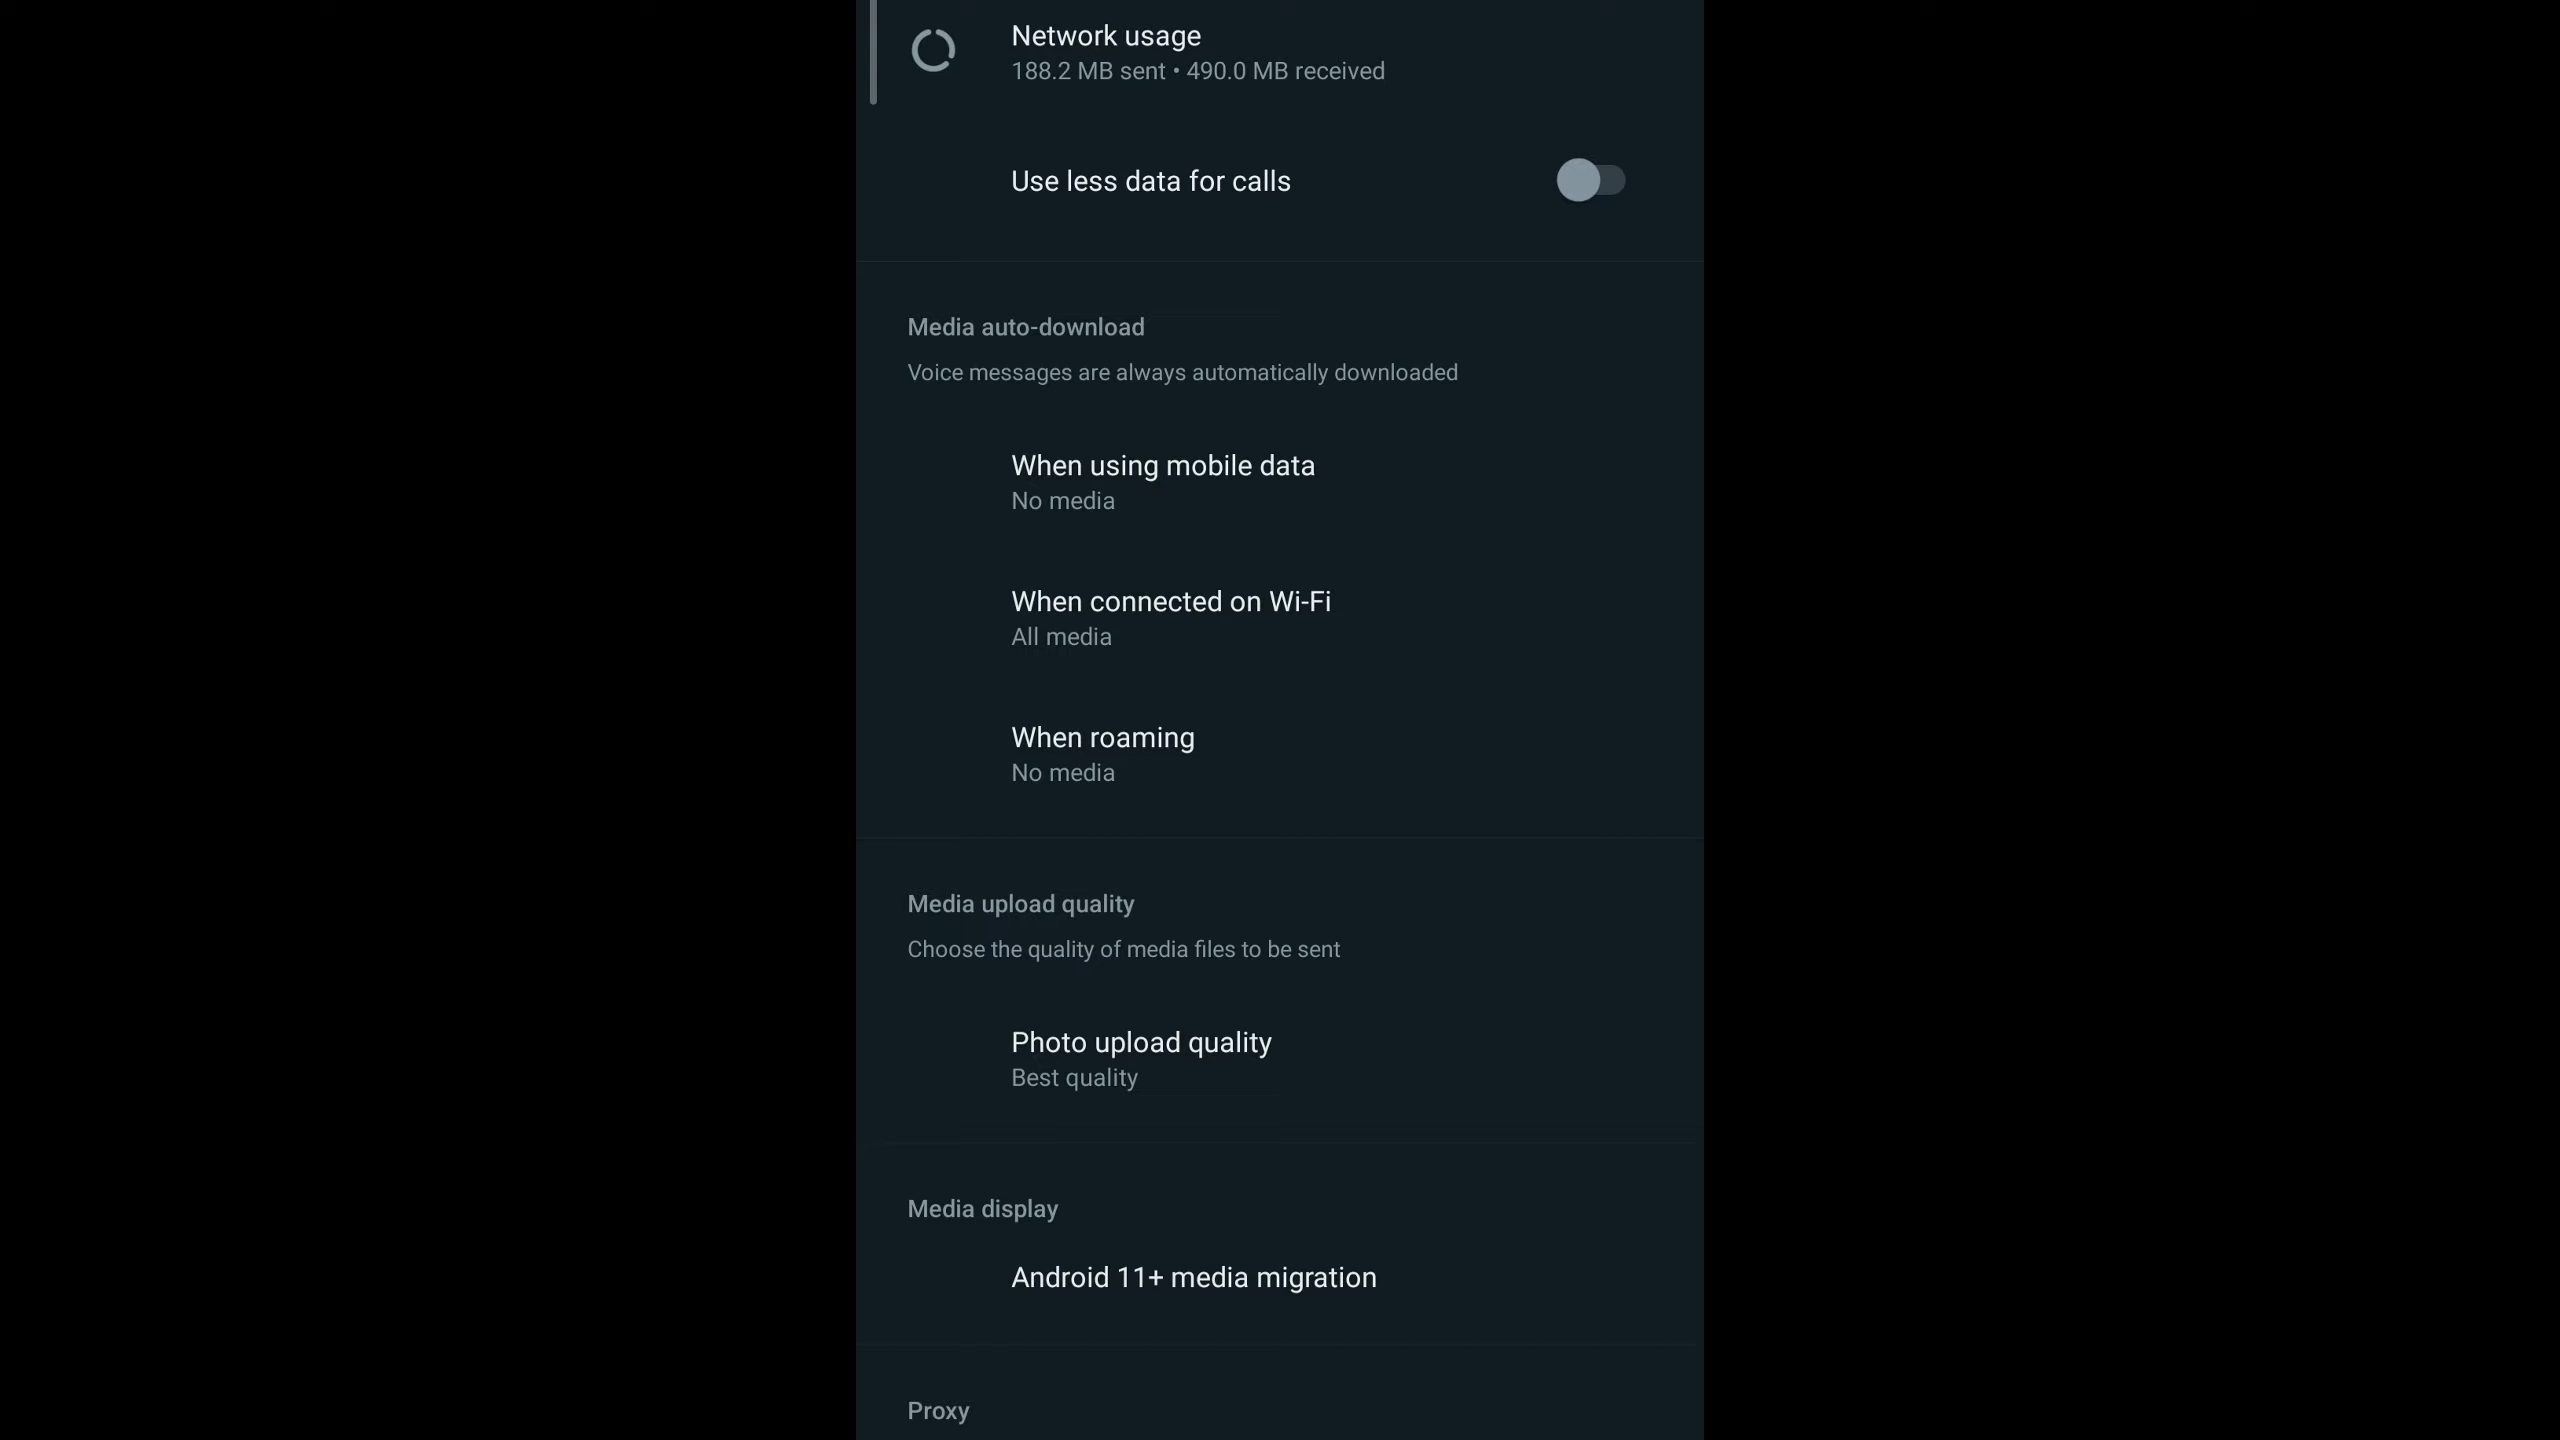 Network usage
188.2 MB sent • 490.0 MB received
Use less data for calls
Media auto-download
Voice messages are always automatically downloaded
When using mobile data
No media
When connected on Wi-Fi
All media
When roaming
No media
Media upload quality
Choose the quality of media files to be sent
Photo upload quality
Best quality
Media display
Android 11+ media migration
Proxy